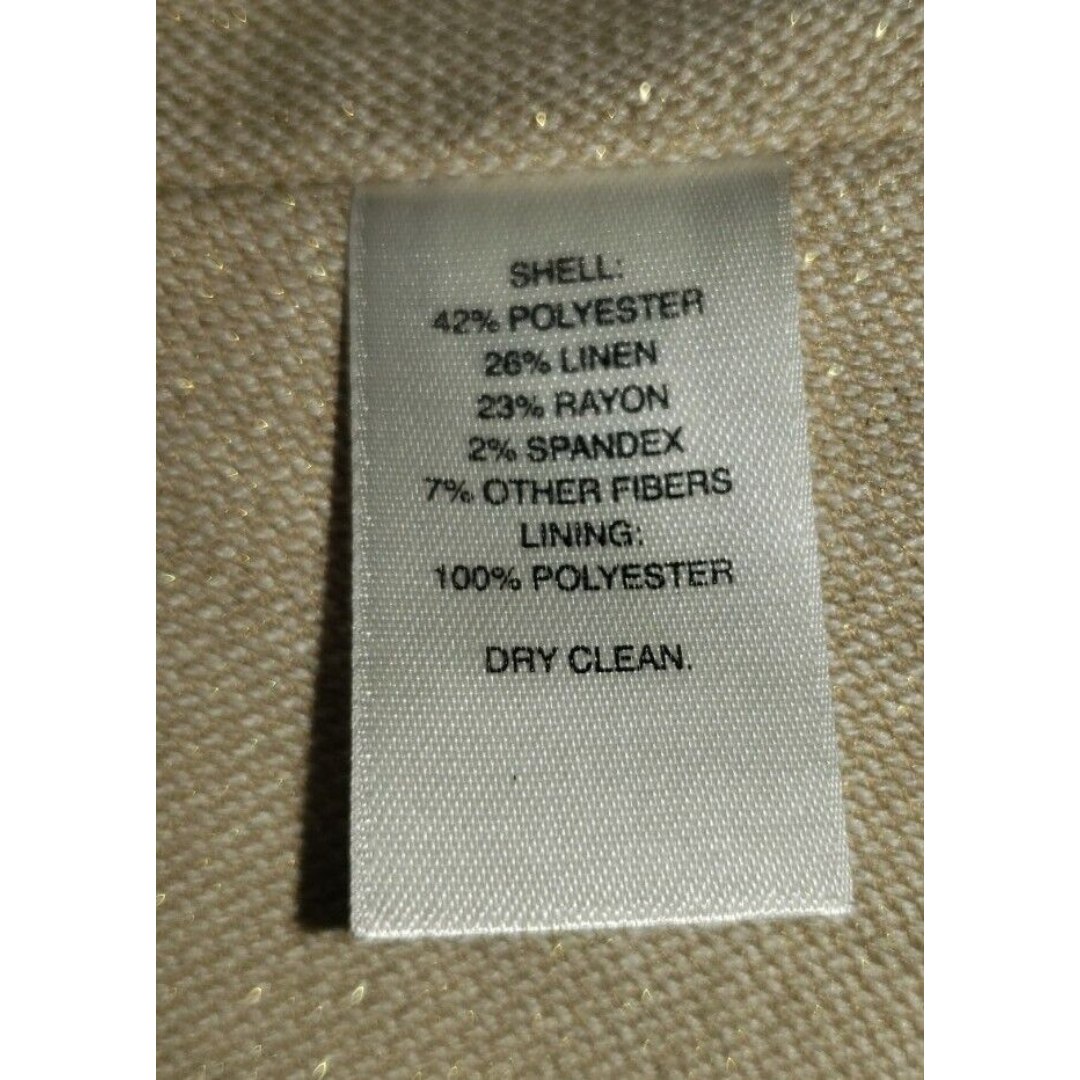 SHELL:
42% POLYESTER
26% LINEN
23% RAYON
2% SPANDEX
7% OTHER FIBERS
LINING:
100% POLYESTER
DRY CLEAN.